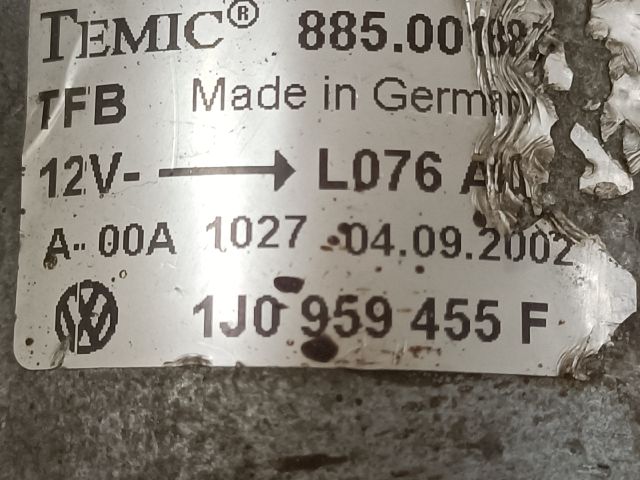 TEMIC® 885.001
TFB Made in German
12V- → L076
A-- 00A 1027 04.09.2002
1J0 959 455 F